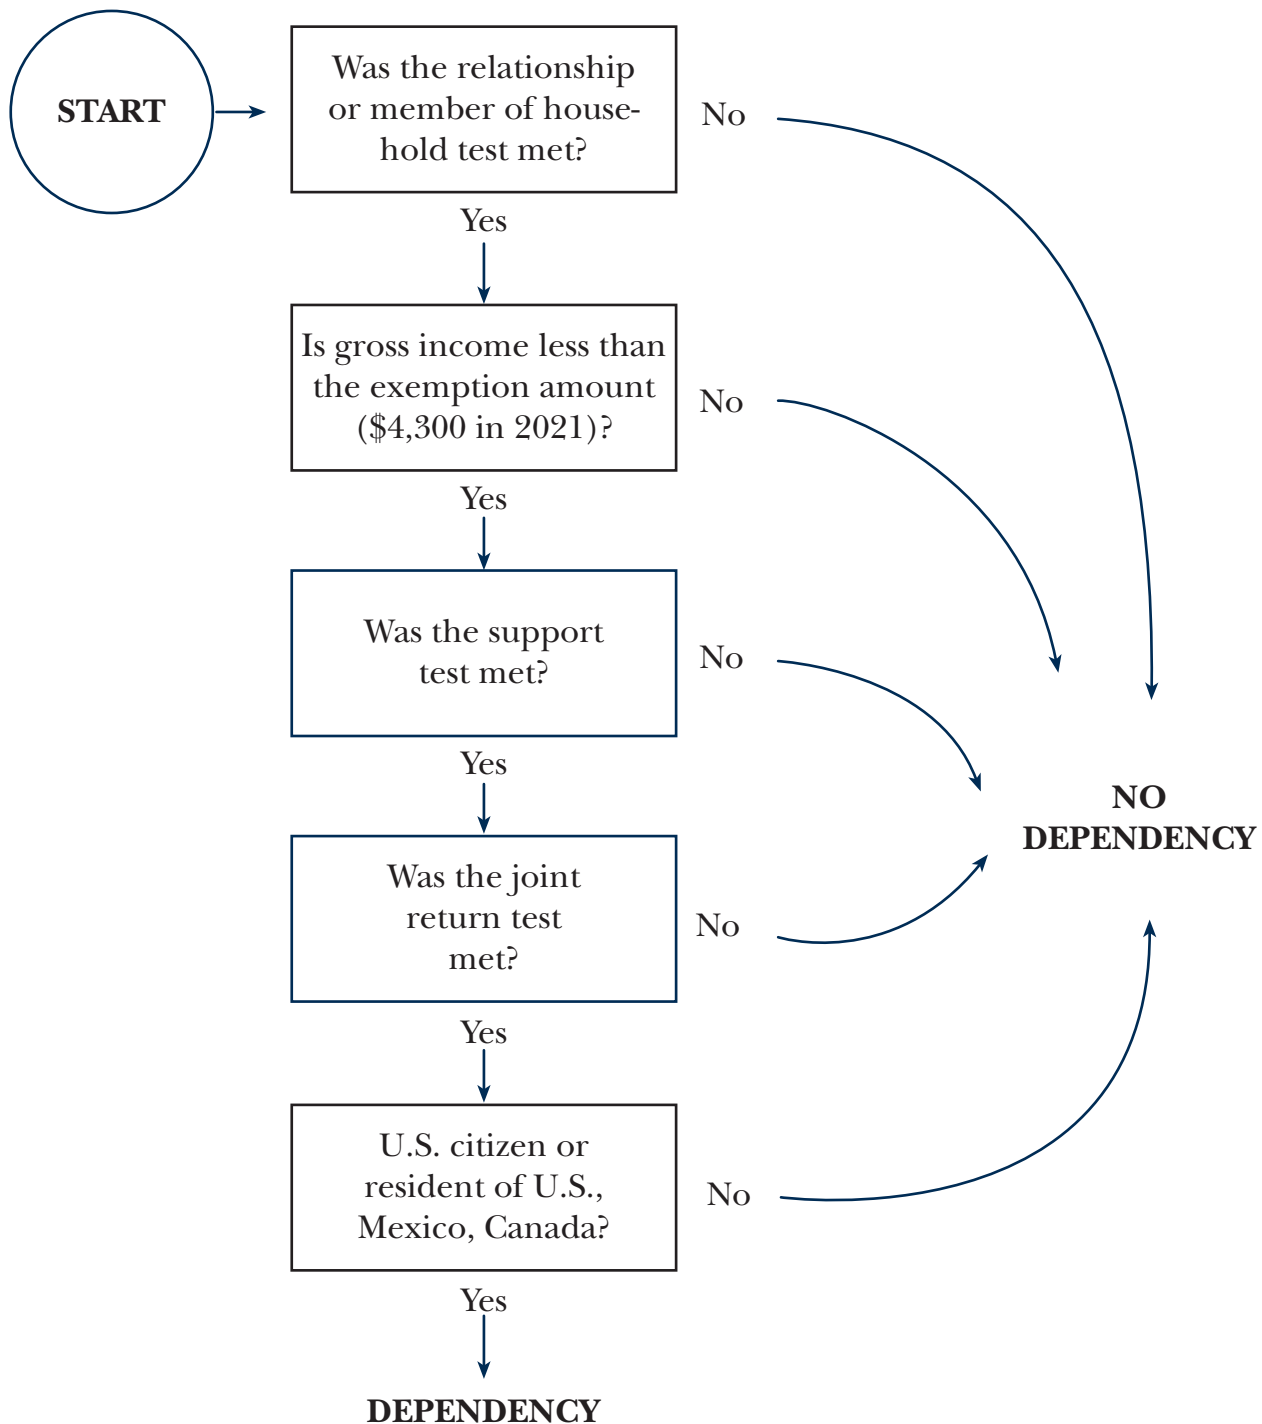 START
Was the relationship
or member of house-
hold test met?
No
Yes
Is gross income less than
the exemption amount
($4,300 in 2021)?
No
Yes
Was the support
test met?
No
Yes
NO
DEPENDENCY
Was the joint
return test
met?
No
Yes
U.S. citizen or
resident of U.S.,
Mexico, Canada?
No
Yes
DEPENDENCY